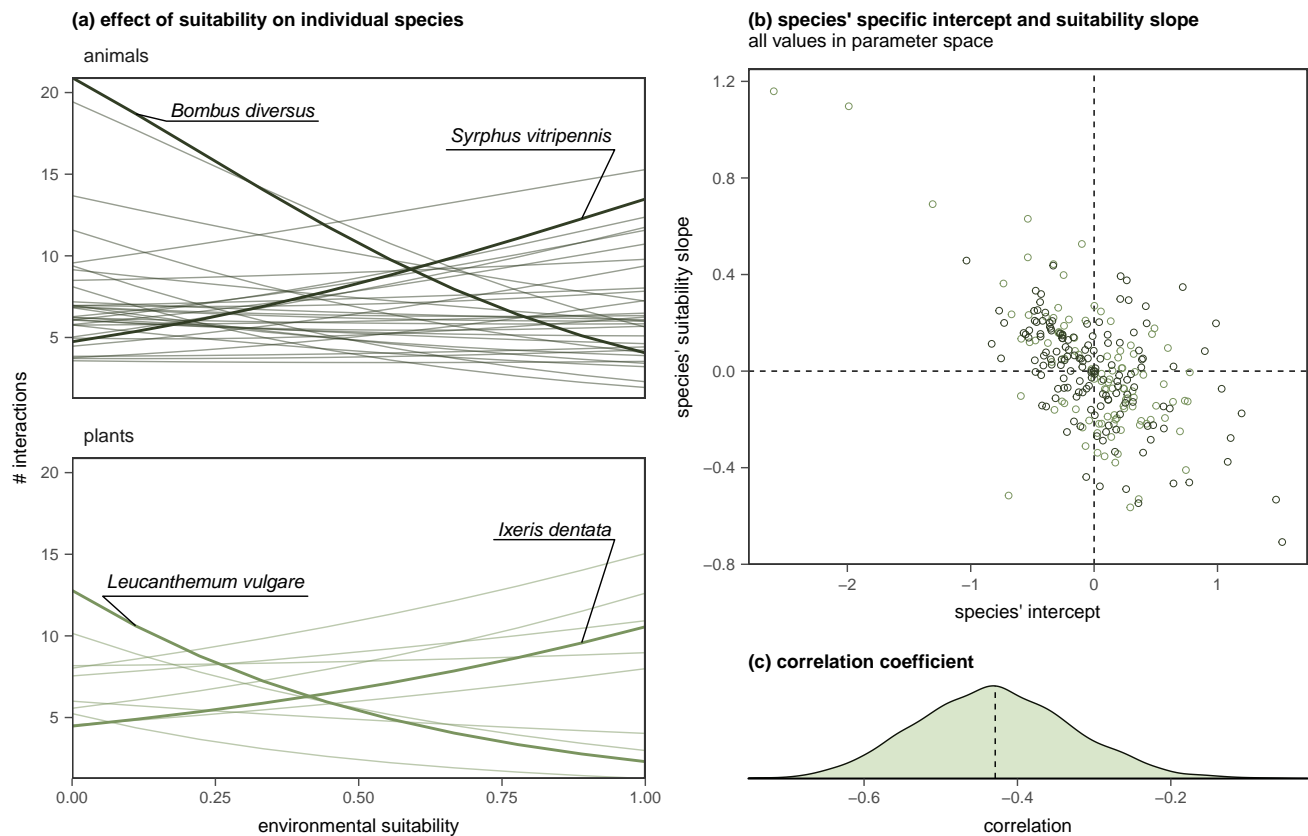 (a) effect of suitability on individual species
animals
20
15
10
5
Bombus diversus
Syrphus vitripennis
# interactions
plants
20
15
10
5
Leucanthemum vulgare
Ixeris dentata
0.00 0.25 0.50 0.75 1.00
environmental suitability
(b) species' specific intercept and suitability slope
all values in parameter space
1.2
0.8
0.4
0.0
−0.4
−0.8
species' suitability slope
−2 −1 0 1
species' intercept
(c) correlation coefficient
−0.6 −0.4 −0.2
correlation